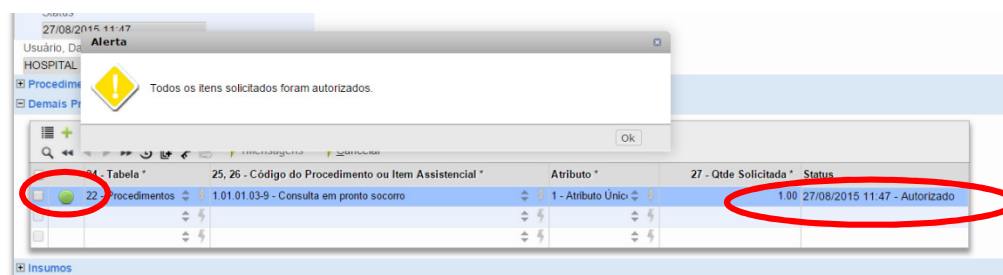 Status
27/08/2015 11:47
Usuário, Da
Alerta
HOSPITAL
Todos os itens solicitados foram autorizados.
Procedime
Demais Pr
Ok
Mensagens Cancelar
24 - Tabela * 25, 26 - Código do Procedimento ou Item Assistencial * Atributo * 27 - Qtde Solicitada * Status
22 - Procedimentos 1.01.01.03-9 - Consulta em pronto socorro 1 - Atributo Únic 1.00 27/08/2015 11:47 - Autorizado
Insumos